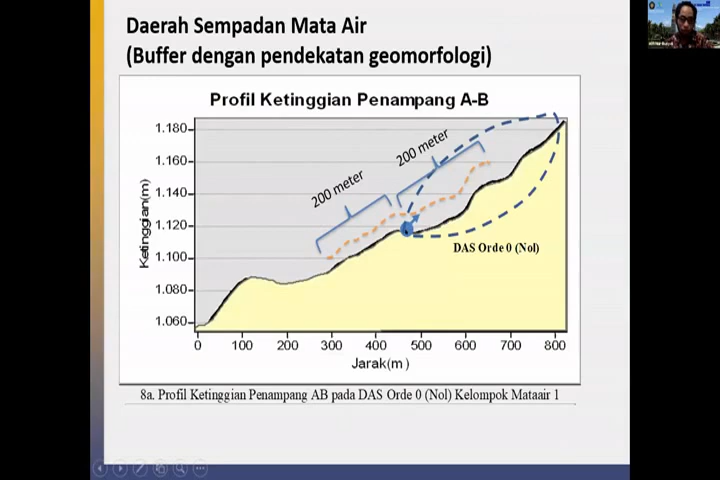 Daerah Sempadan Mata Air
(Buffer dengan pendekatan geomorfologi)
Profil Ketinggian Penampang A-B
1.180
1.160
1.140
1.120
1.100
1.080
1.060
Ketinggian(m)
200 meter
200 meter
DAS Orde 0 (Nol)
0 100 200 300 400 500 600 700 800
Jarak(m)
8a. Profil Ketinggian Penampang AB pada DAS Orde 0 (Nol) Kelompok Mataair 1